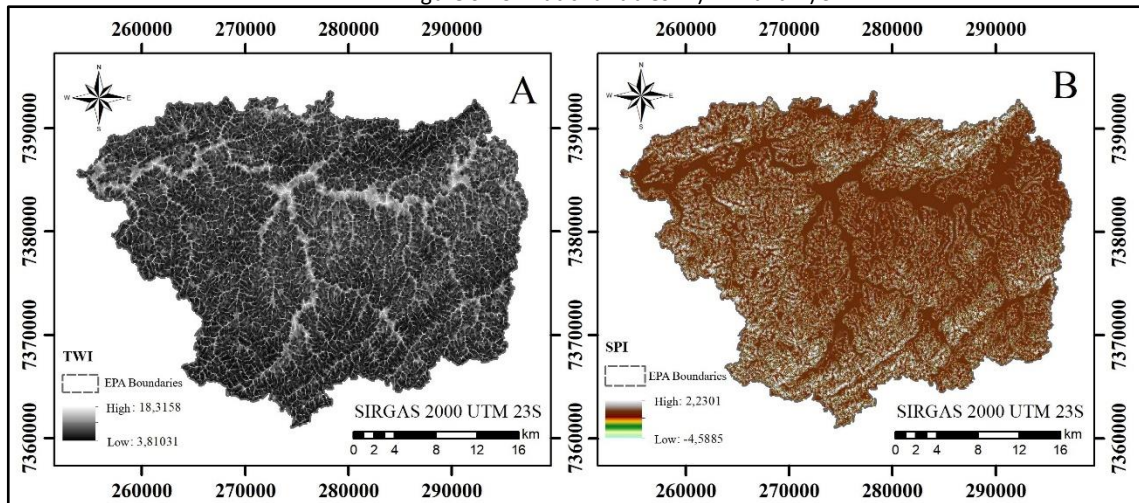 260000 270000 280000 290000
260000 270000 280000 290000
N
W E
S
A
N
W E
S
B
7390000
7380000
7370000
7360000
7390000
7380000
7370000
7360000
TWI
EPA Boundaries
High: 18,3158
Low: 3,81031
SIRGAS 2000 UTM 23S
0 2 4 8 12 16 km
SPI
EPA Boundaries
High: 2,2301
Low: -4,5885
SIRGAS 2000 UTM 23S
0 2 4 8 12 16 km
260000 270000 280000 290000
260000 270000 280000 290000